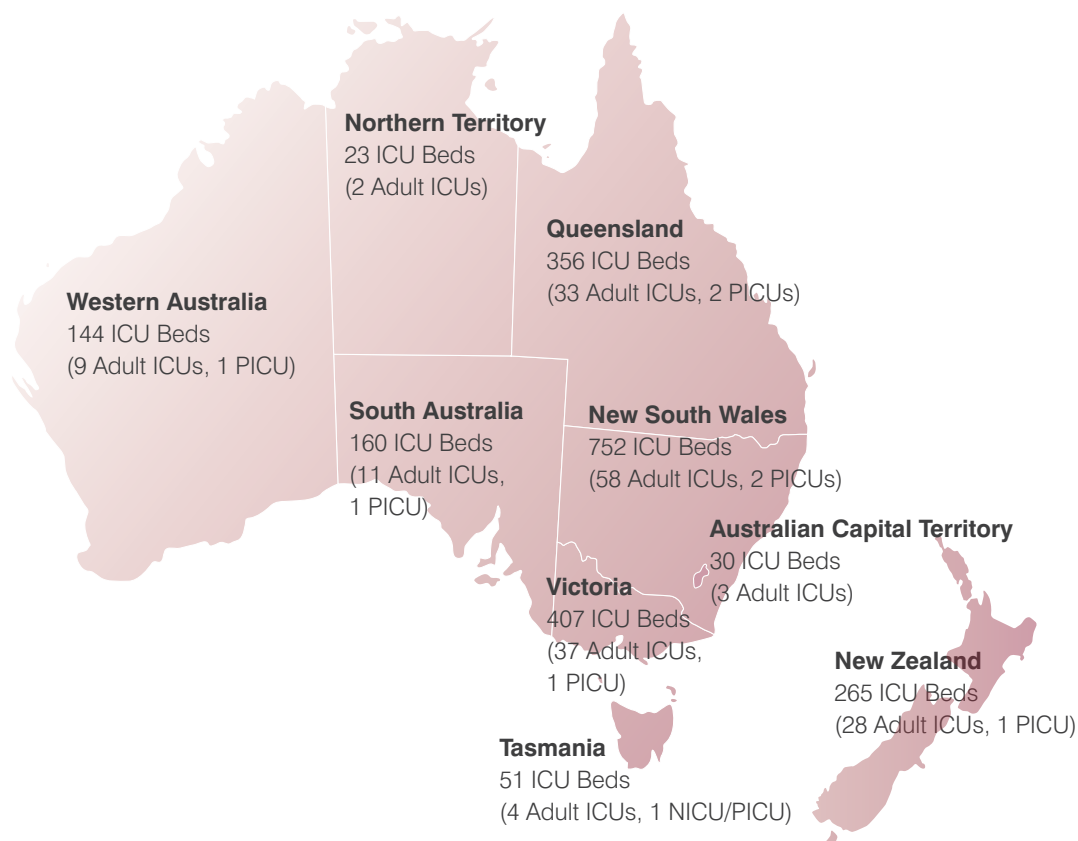 Northern Territory
23 ICU Beds
(2 Adult ICUs)
Queensland
356 ICU Beds
(33 Adult ICUs, 2 PICUs)
Western Australia
144 ICU Beds
(9 Adult ICUs, 1 PICU)
South Australia
160 ICU Beds
(11 Adult ICUs,
1 PICU)
New South Wales
752 ICU Beds
(58 Adult ICUs, 2 PICUs)
Australian Capital Territory
30 ICU Beds
(3 Adult ICUs)
Victoria
407 ICU Beds
(37 Adult ICUs,
1 PICU)
New Zealand
265 ICU Beds
(28 Adult ICUs, 1 PICU)
Tasmania
51 ICU Beds
(4 Adult ICUs, 1 NICU/PICU)